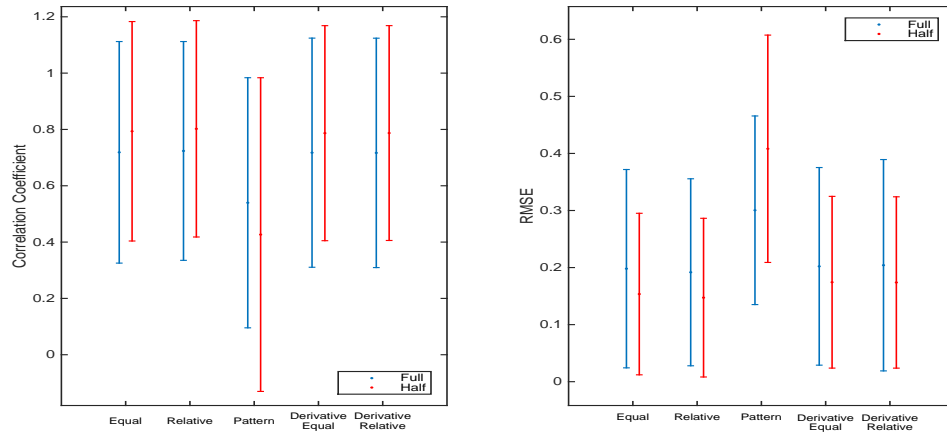 Correlation Coefficient
1.2
1
0.8
0.6
0.4
0.2
0
Equal
Relative
Pattern
Derivative
Equal
Derivative
Relative
Full
Half
RMSE
0.6
0.5
0.4
0.3
0.2
0.1
0
Equal
Relative
Pattern
Derivative
Equal
Derivative
Relative
Full
Half